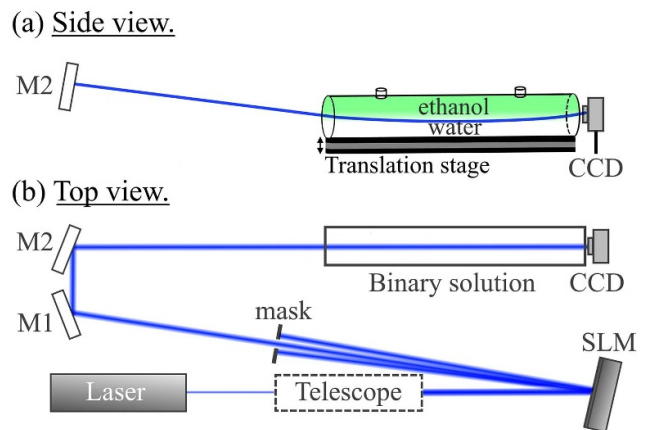 (a) Side view.
M2
ethanol
water
Translation stage
CCD
(b) Top view.
M2
Binary solution
CCD
M1
mask
SLM
Laser
Telescope